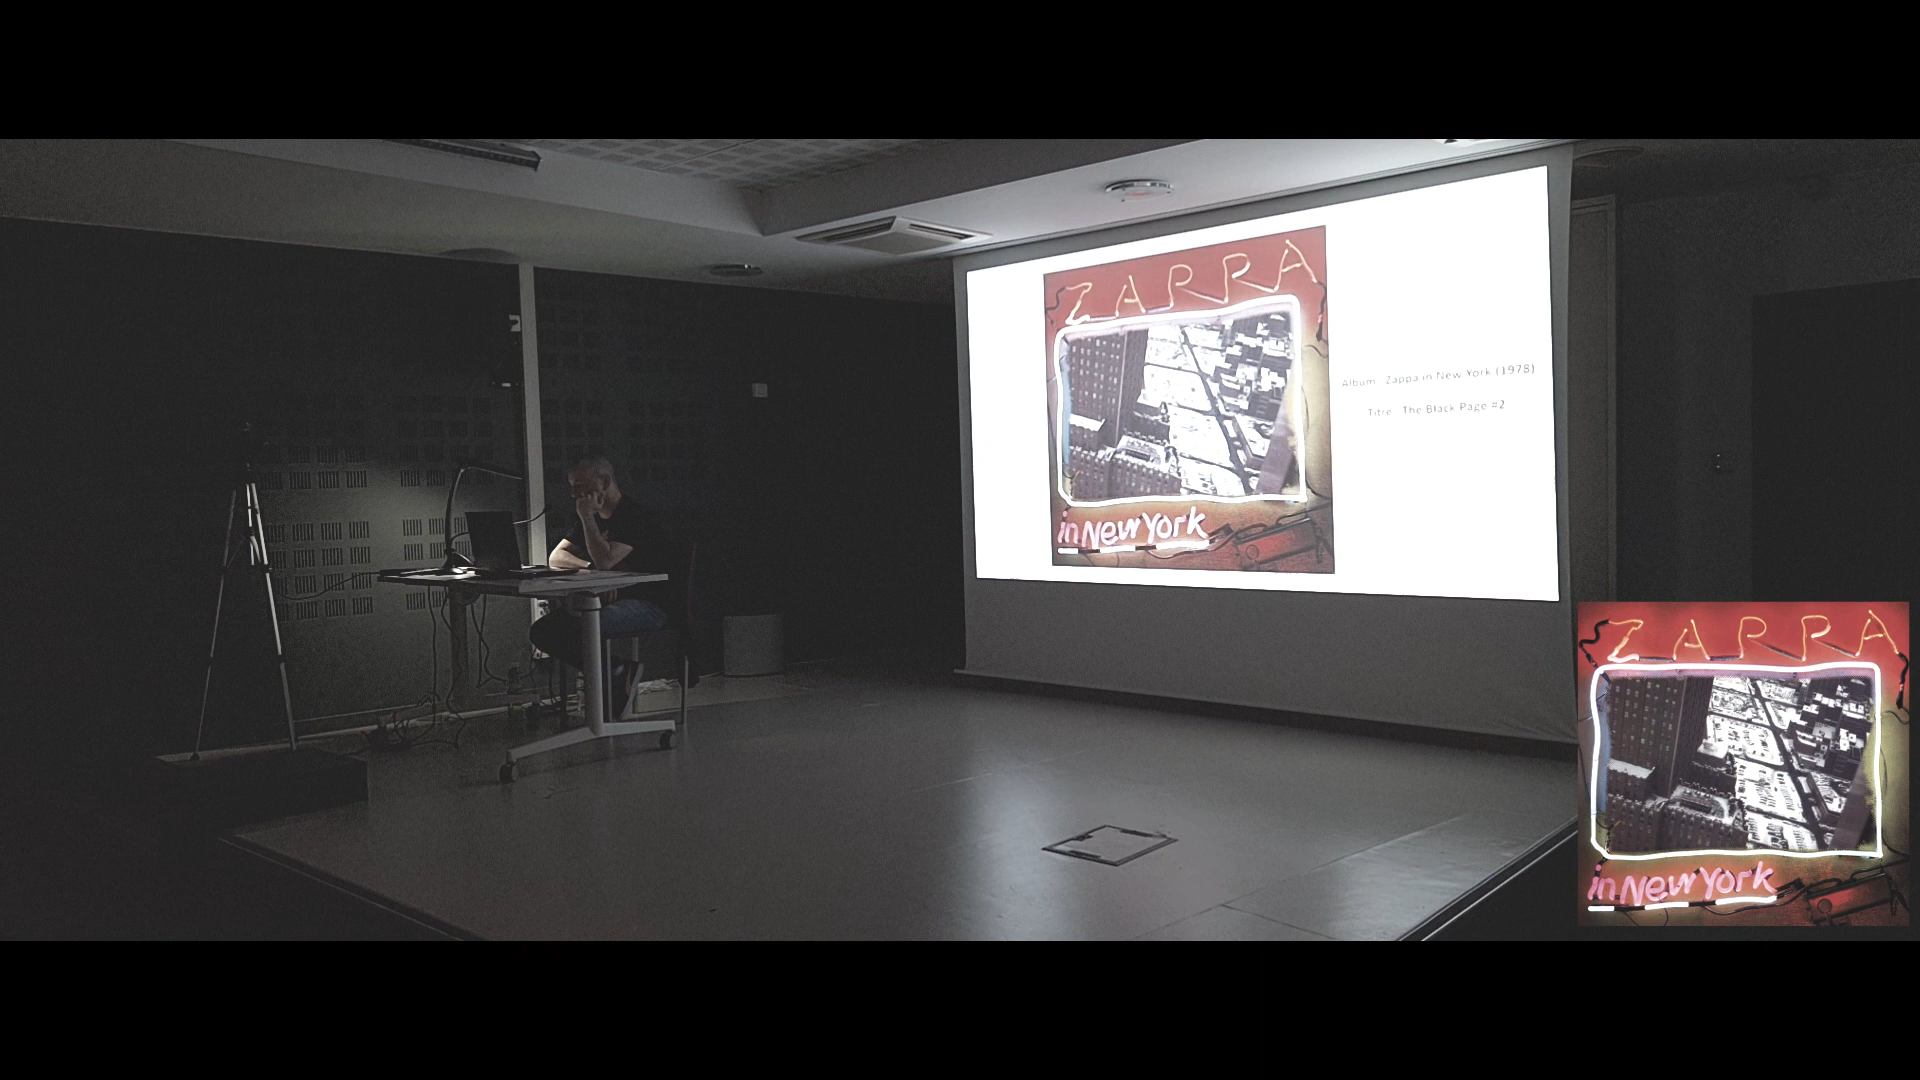 ZAPPA
in New York
Album : Zappa in New York (1978)
Titre : The Black Page #2
ZAPPA
in New York